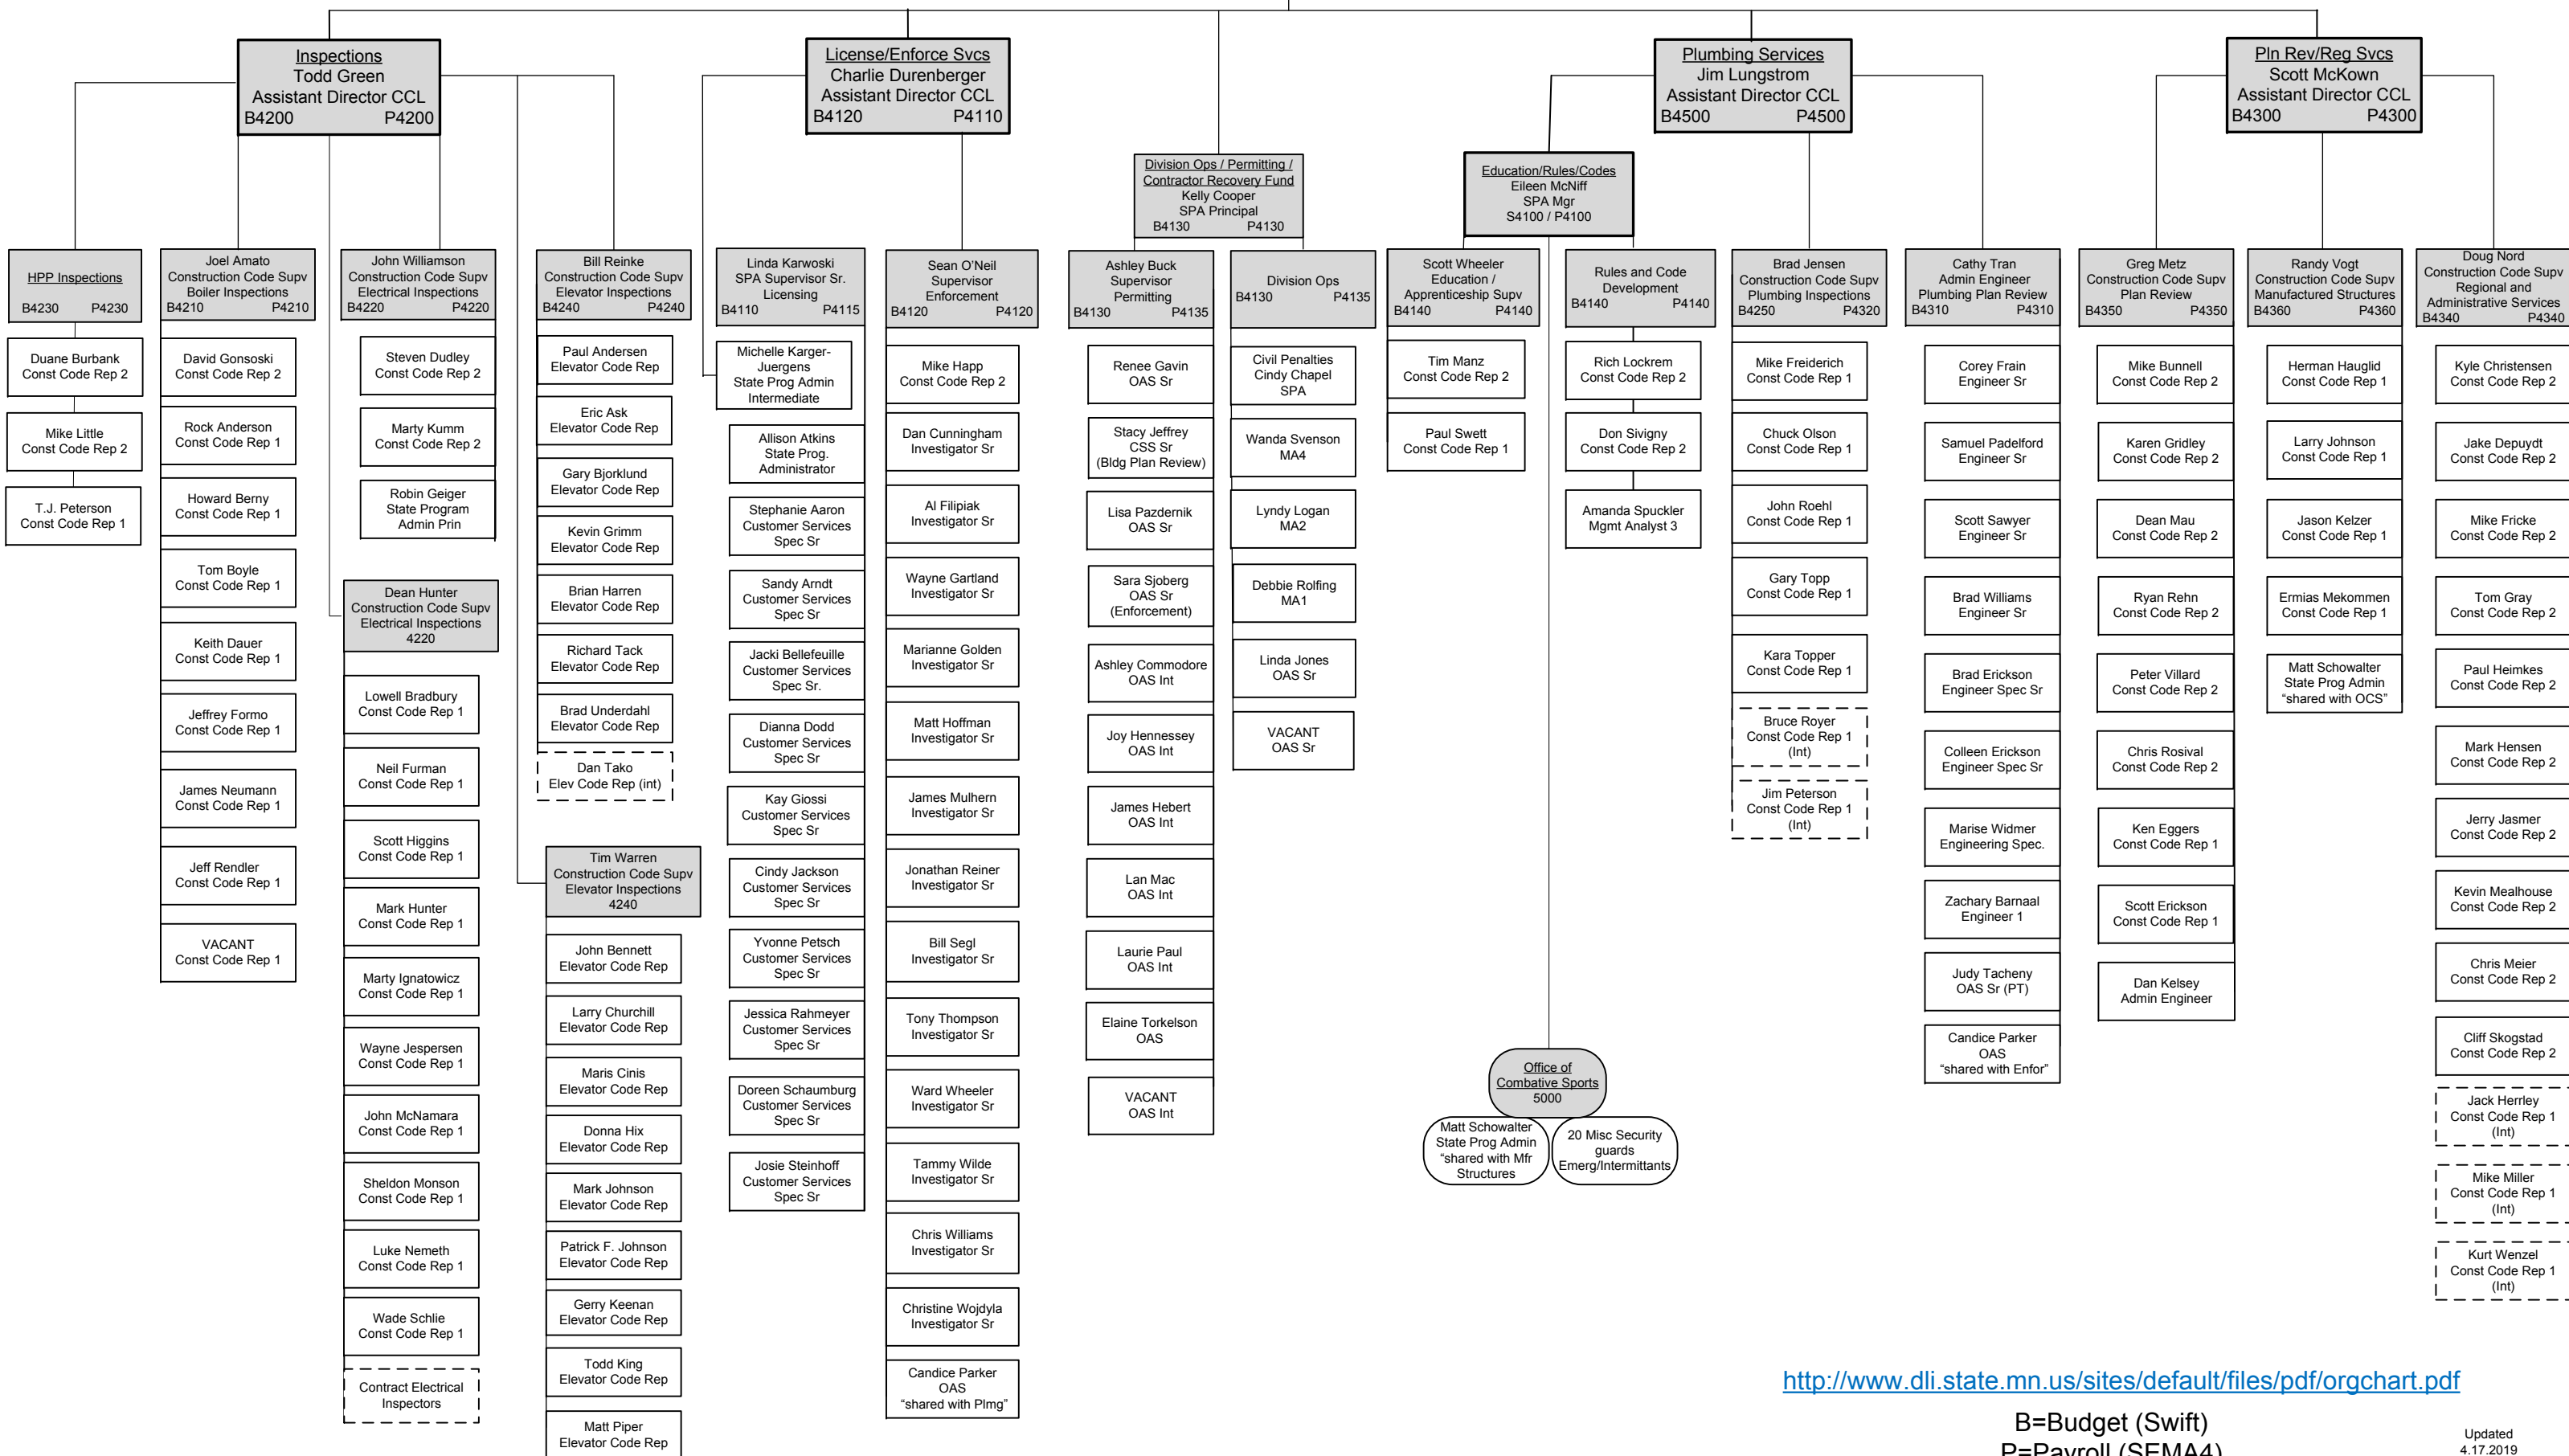 Inspections
Todd Green
Assistant Director CCL
B4200 P4200
License/Enforce Svcs
Charlie Durenberger
Assistant Director CCL
B4120 P4110
Plumbing Services
Jim Lungstrom
Assistant Director CCL
B4500 P4500
Pln Rev/Reg Svcs
Scott McKown
Assistant Director CCL
B4300 P4300
Division Ops / Permitting /
Contractor Recovery Fund
Kelly Cooper
SPA Principal
B4130 P4130
Education/Rules/Codes
Eileen McNiff
SPA Mgr
S4100 / P4100
HPP Inspections
B4230 P4230
Duane Burbank
Const Code Rep 2
Mike Little
Const Code Rep 2
T.J. Peterson
Const Code Rep 1
Joel Amato
Construction Code Supv
Boiler Inspections
B4210 P4210
David Gonsoski
Const Code Rep 2
Rock Anderson
Const Code Rep 1
Howard Berny
Const Code Rep 1
Tom Boyle
Const Code Rep 1
Keith Dauer
Const Code Rep 1
Jeffrey Formo
Const Code Rep 1
James Neumann
Const Code Rep 1
Jeff Rendler
Const Code Rep 1
VACANT
Const Code Rep 1
John Williamson
Construction Code Supv
Electrical Inspections
B4220 P4220
Steven Dudley
Const Code Rep 2
Marty Kumm
Const Code Rep 2
Robin Geiger
State Program
Admin Prin
Dean Hunter
Construction Code Supv
Electrical Inspections
4220
Lowell Bradbury
Const Code Rep 1
Neil Furman
Const Code Rep 1
Scott Higgins
Const Code Rep 1
Mark Hunter
Const Code Rep 1
Marty Ignatowicz
Const Code Rep 1
Wayne Jespersen
Const Code Rep 1
John McNamara
Const Code Rep 1
Sheldon Monson
Const Code Rep 1
Luke Nemeth
Const Code Rep 1
Wade Schlie
Const Code Rep 1
Contract Electrical
Inspectors
Bill Reinke
Construction Code Supv
Elevator Inspections
B4240 P4240
Paul Andersen
Elevator Code Rep
Eric Ask
Elevator Code Rep
Gary Bjorklund
Elevator Code Rep
Kevin Grimm
Elevator Code Rep
Brian Harren
Elevator Code Rep
Richard Tack
Elevator Code Rep
Brad Underdahl
Elevator Code Rep
Dan Tako
Elev Code Rep (int)
Tim Warren
Construction Code Supv
Elevator Inspections
4240
John Bennett
Elevator Code Rep
Larry Churchill
Elevator Code Rep
Maris Cinis
Elevator Code Rep
Donna Hix
Elevator Code Rep
Mark Johnson
Elevator Code Rep
Patrick F. Johnson
Elevator Code Rep
Gerry Keenan
Elevator Code Rep
Todd King
Elevator Code Rep
Matt Piper
Elevator Code Rep
Linda Karwoski
SPA Supervisor Sr.
Licensing
B4110 P4115
Michelle Karger-
Juergens
State Prog Admin
Intermediate
Allison Atkins
State Prog.
Administrator
Stephanie Aaron
Customer Services
Spec Sr
Sandy Arndt
Customer Services
Spec Sr
Jacki Bellefeuille
Customer Services
Spec Sr.
Dianna Dodd
Customer Services
Spec Sr
Kay Giossi
Customer Services
Spec Sr
Cindy Jackson
Customer Services
Spec Sr
Yvonne Petsch
Customer Services
Spec Sr
Jessica Rahmeyer
Customer Services
Spec Sr
Doreen Schaumburg
Customer Services
Spec Sr
Josie Steinhoff
Customer Services
Spec Sr
Sean O'Neil
Supervisor
Enforcement
B4120 P4120
Mike Happ
Const Code Rep 2
Dan Cunningham
Investigator Sr
Al Filipiak
Investigator Sr
Wayne Gartland
Investigator Sr
Marianne Golden
Investigator Sr
Matt Hoffman
Investigator Sr
James Mulhern
Investigator Sr
Jonathan Reiner
Investigator Sr
Bill Segl
Investigator Sr
Tony Thompson
Investigator Sr
Ward Wheeler
Investigator Sr
Tammy Wilde
Investigator Sr
Chris Williams
Investigator Sr
Christine Wojdyla
Investigator Sr
Candice Parker
OAS
“shared with Plmg”
Ashley Buck
Supervisor
Permitting
B4130 P4135
Renee Gavin
OAS Sr
Stacy Jeffrey
CSS Sr
(Bldg Plan Review)
Lisa Pazdernik
OAS Sr
Sara Sjoberg
OAS Sr
(Enforcement)
Ashley Commodore
OAS Int
Joy Hennessey
OAS Int
James Hebert
OAS Int
Lan Mac
OAS Int
Laurie Paul
OAS Int
Elaine Torkelson
OAS
VACANT
OAS Int
Division Ops
B4130 P4135
Civil Penalties
Cindy Chapel
SPA
Wanda Svenson
MA4
Lyndy Logan
MA2
Debbie Rolfing
MA1
Linda Jones
OAS Sr
VACANT
OAS Sr
Scott Wheeler
Education /
Apprenticeship Supv
B4140 P4140
Tim Manz
Const Code Rep 2
Paul Swett
Const Code Rep 1
Rules and Code
Development
B4140 P4140
Rich Lockrem
Const Code Rep 2
Don Sivigny
Const Code Rep 2
Amanda Spuckler
Mgmt Analyst 3
Office of
Combative Sports
5000
Matt Schowalter
State Prog Admin
“shared with Mfr
Structures
20 Misc Security
guards
Emerg/Intermittants
Brad Jensen
Construction Code Supv
Plumbing Inspections
B4250 P4320
Mike Freiderich
Const Code Rep 1
Chuck Olson
Const Code Rep 1
John Roehl
Const Code Rep 1
Gary Topp
Const Code Rep 1
Kara Topper
Const Code Rep 1
Bruce Royer
Const Code Rep 1
(Int)
Jim Peterson
Const Code Rep 1
(Int)
Cathy Tran
Admin Engineer
Plumbing Plan Review
B4310 P4310
Corey Frain
Engineer Sr
Samuel Padelford
Engineer Sr
Scott Sawyer
Engineer Sr
Brad Williams
Engineer Sr
Brad Erickson
Engineer Spec Sr
Colleen Erickson
Engineer Spec Sr
Marise Widmer
Engineering Spec.
Zachary Barnaal
Engineer 1
Judy Tacheny
OAS Sr (PT)
Candice Parker
OAS
“shared with Enfor”
Greg Metz
Construction Code Supv
Plan Review
B4350 P4350
Mike Bunnell
Const Code Rep 2
Karen Gridley
Const Code Rep 2
Dean Mau
Const Code Rep 2
Ryan Rehn
Const Code Rep 2
Peter Villard
Const Code Rep 2
Chris Rosival
Const Code Rep 2
Ken Eggers
Const Code Rep 1
Scott Erickson
Const Code Rep 1
Dan Kelsey
Admin Engineer
Randy Vogt
Construction Code Supv
Manufactured Structures
B4360 P4360
Herman Hauglid
Const Code Rep 1
Larry Johnson
Const Code Rep 1
Jason Kelzer
Const Code Rep 1
Ermias Mekommen
Const Code Rep 1
Matt Schowalter
State Prog Admin
“shared with OCS”
Doug Nord
Construction Code Supv
Regional and
Administrative Services
B4340 P4340
Kyle Christensen
Const Code Rep 2
Jake Depuydt
Const Code Rep 2
Mike Fricke
Const Code Rep 2
Tom Gray
Const Code Rep 2
Paul Heimkes
Const Code Rep 2
Mark Hensen
Const Code Rep 2
Jerry Jasmer
Const Code Rep 2
Kevin Mealhouse
Const Code Rep 2
Chris Meier
Const Code Rep 2
Cliff Skogstad
Const Code Rep 2
Jack Herrley
Const Code Rep 1
(Int)
Mike Miller
Const Code Rep 1
(Int)
Kurt Wenzel
Const Code Rep 1
(Int)
http://www.dli.state.mn.us/sites/default/files/pdf/orgchart.pdf
B=Budget (Swift)
P=Payroll (SEMA4)
Updated
4.17.2019